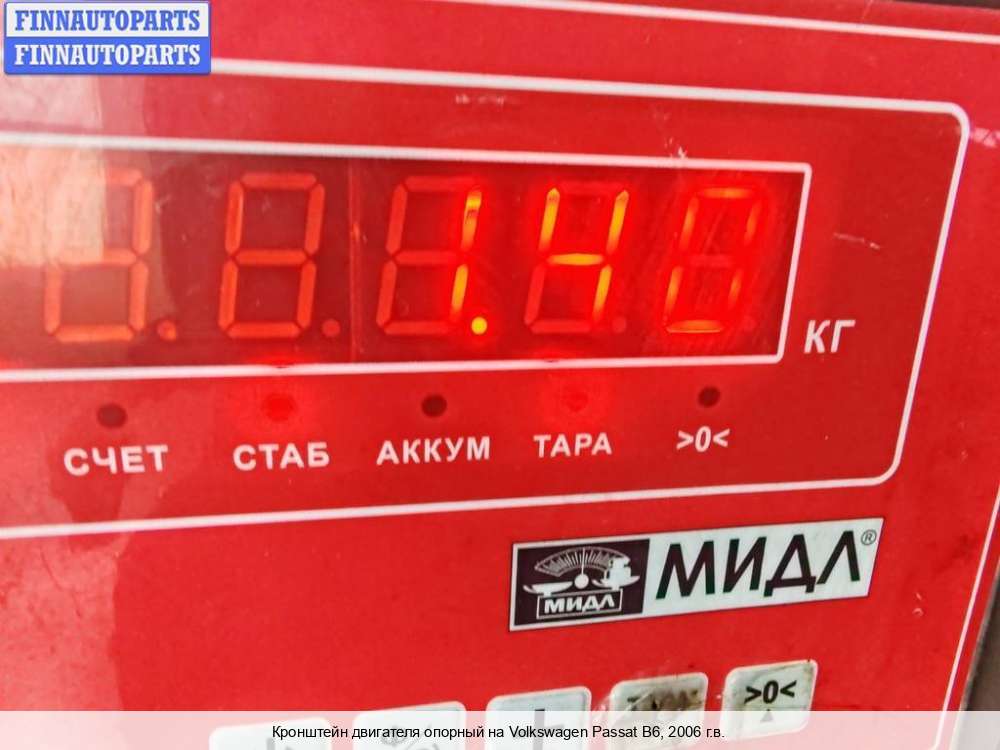 FINNAUTOPARTS
FINNAUTOPARTS
1.40
КГ
СЧЕТ СТАБ АККУМ ТАРА >0<
МИДЛ МИДЛ®
>0<
Кронштейн двигателя опорный на Volkswagen Passat B6, 2006 г.в.